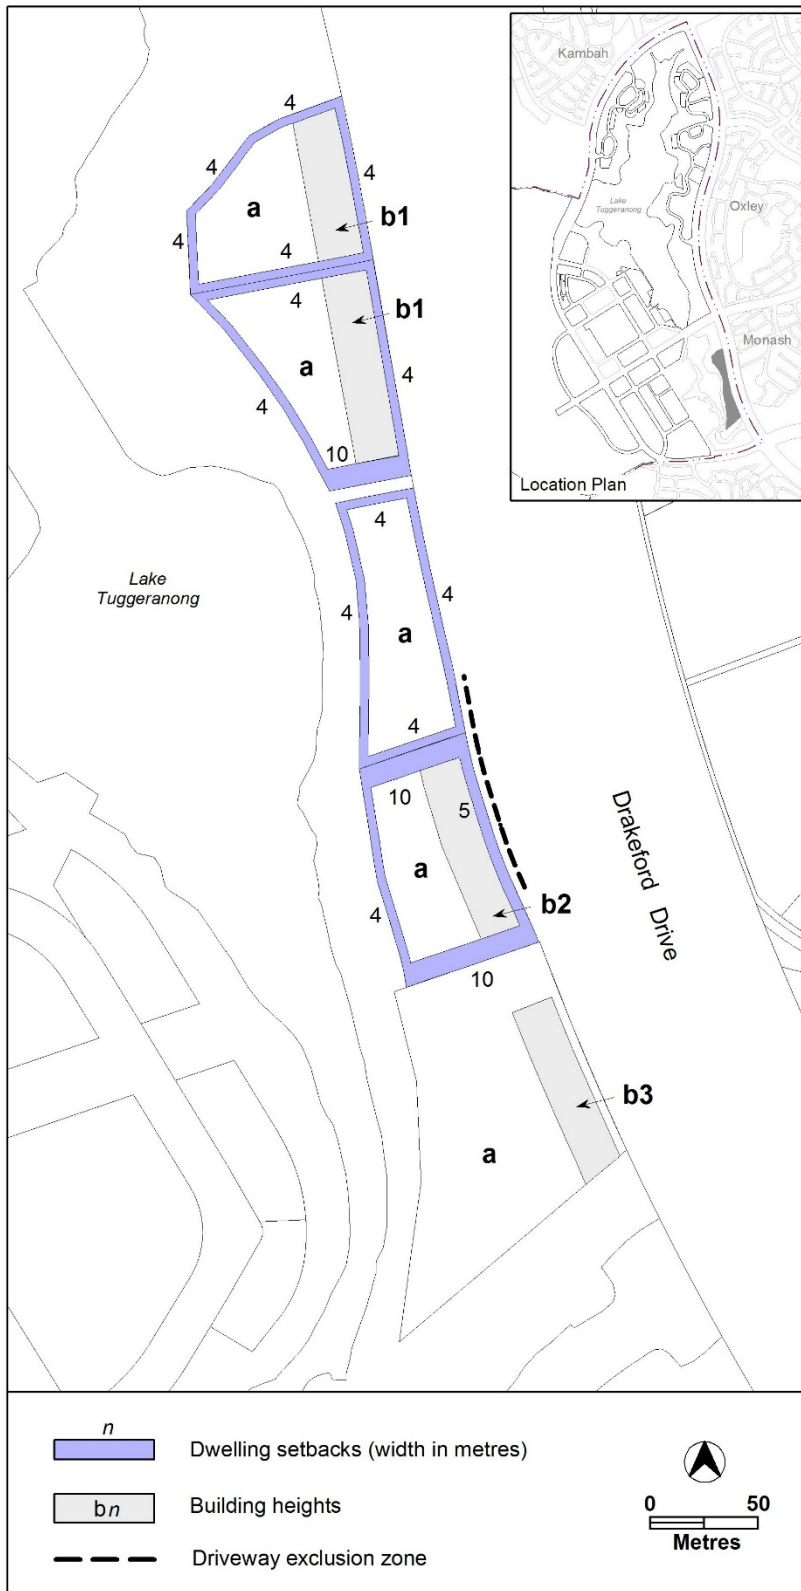 Kambah
Lake
Tuggeranong
Oxley
Monash
Location Plan
4
4
4
4
a
b1
4
4
b1
a
4
4
10
4
Lake
Tuggeranong
4
4
a
4
10
5
a
b2
4
10
Drakeford Drive
b3
a
n
Dwelling setbacks (width in metres)
bn
Building heights
Driveway exclusion zone
0 50
Metres